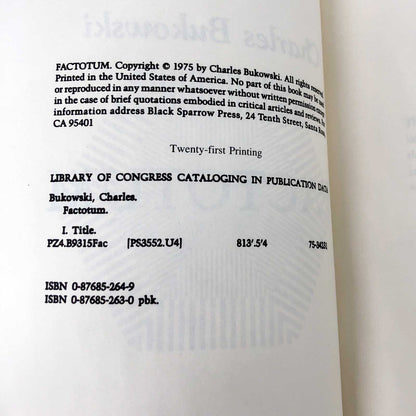 Charles Bukowski
FACTOTUM. Copyright © 1975 by Charles Bukowski. All rights reserved.
Printed in the United States of America. No part of this book may be used
or reproduced in any manner whatsoever without written permission except
in the case of brief quotations embodied in critical articles and reviews. For
information address Black Sparrow Press, 24 Tenth Street, Santa Rosa,
CA 95401
Twenty-first Printing
LIBRARY OF CONGRESS CATALOGING IN PUBLICATION DATA
Bukowski, Charles.
Factotum.
I. Title.
PZ4.B9315Fac [PS3552.U4] 813'.5'4
ISBN 0-87685-264-9
ISBN 0-87685-263-0 pbk.